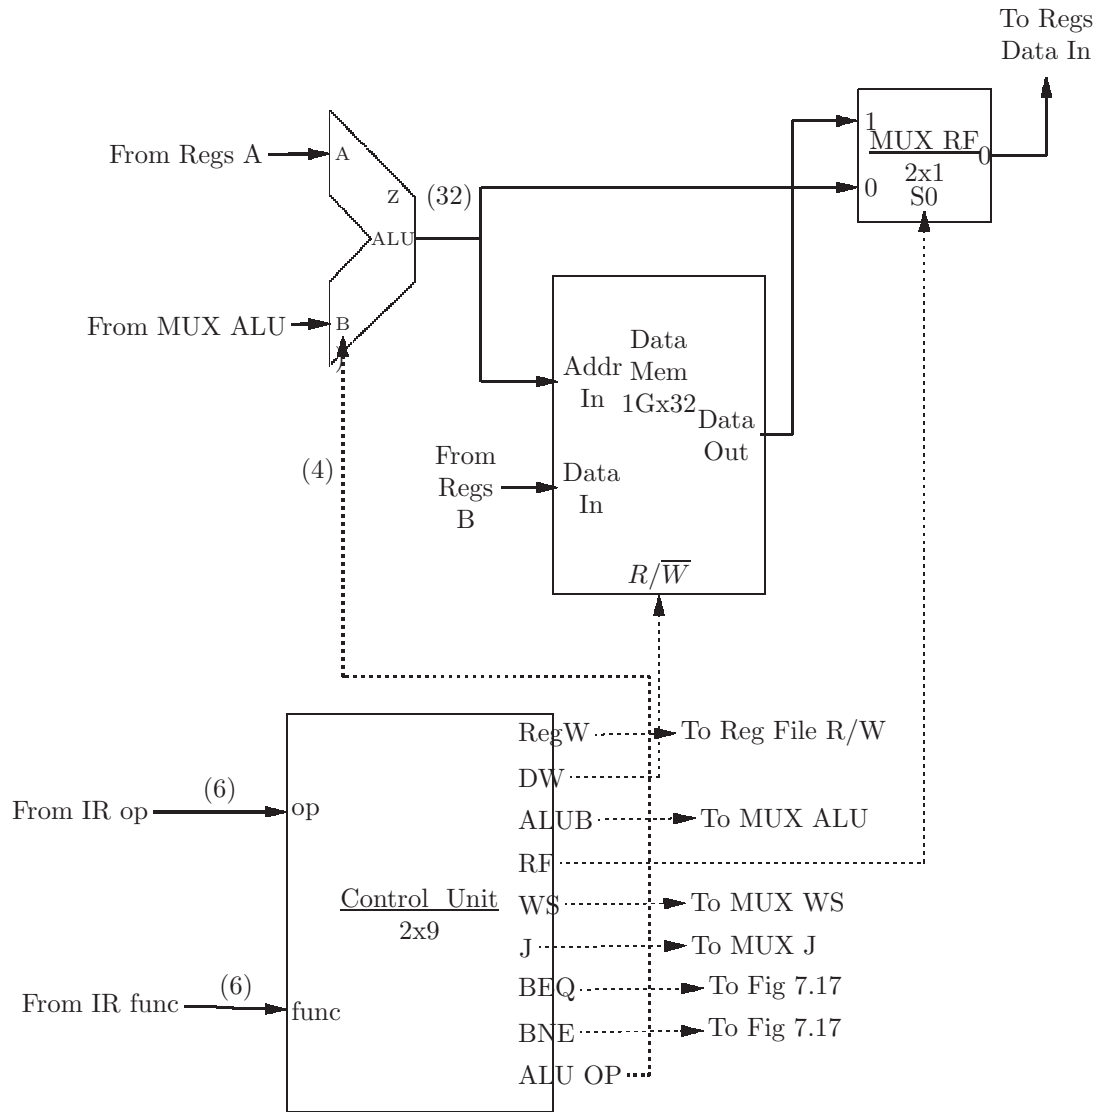 To Regs
Data In
1
MUX RF
0
2x1
0
S0
From Regs A
A
Z
(32)
ALU
From MUX ALU
B
Data
Mem
1Gx32
Addr
In
Data
Out
(4)
From
Regs
B
Data
In
R/W̅
RegW
To Reg File R/W
DW
(6)
From IR op
op
ALUB
To MUX ALU
RF
Control Unit
2x9
WS
To MUX WS
J
To MUX J
(6)
From IR func
func
BEQ
To Fig 7.17
BNE
To Fig 7.17
ALU OP